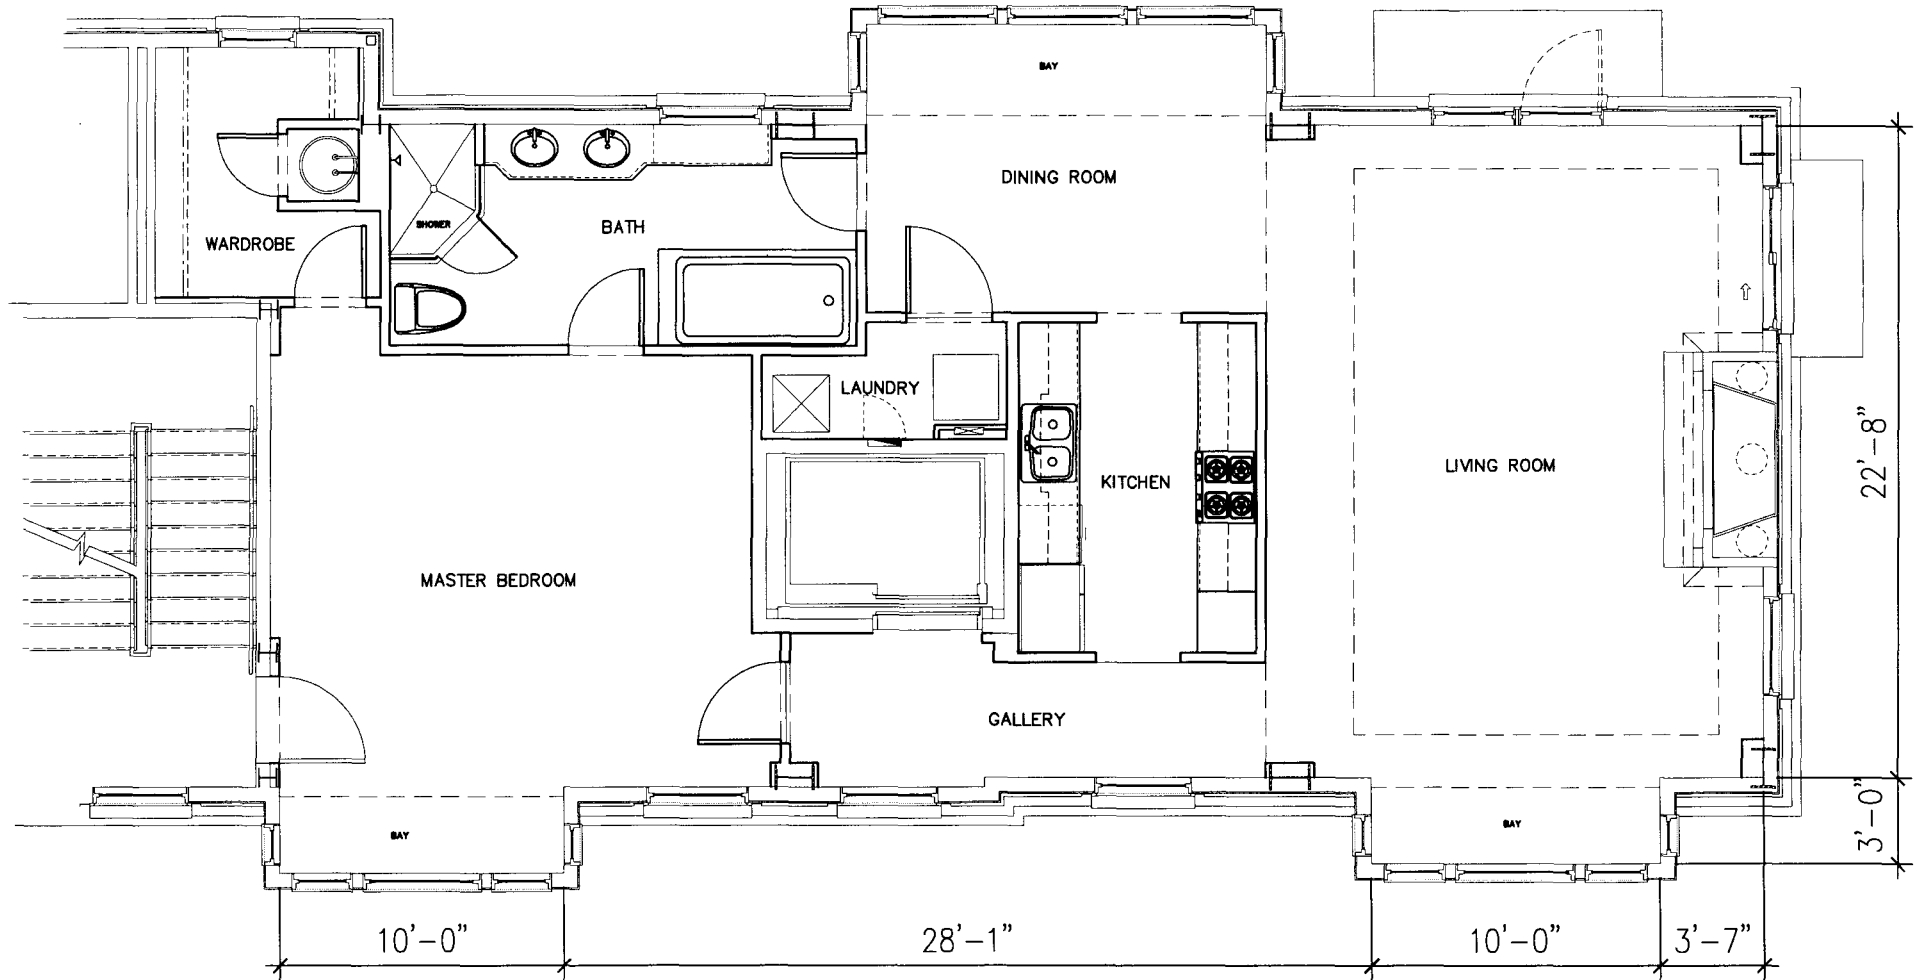 BAY
DINING ROOM
SHOWER
BATH
WARDROBE
LAUNDRY
22'-8"
LIVING ROOM
KITCHEN
MASTER BEDROOM
GALLERY
BAY
BAY
3'-0"
10'-0"
28'-1"
10'-0"
3'-7"